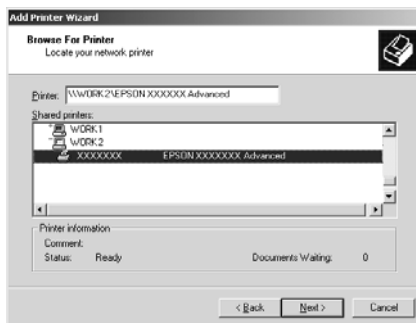 Add Printer Wizard
Browse For Printer
Locate your network printer
Printer: \\WORK2\EPSON XXXXXX Advanced
Shared printers:
WORK1
WORK2
XXXXXXX EPSON XXXXXXX Advanced
Printer information
Comment:
Status: Ready Documents Waiting: 0
< Back Next > Cancel